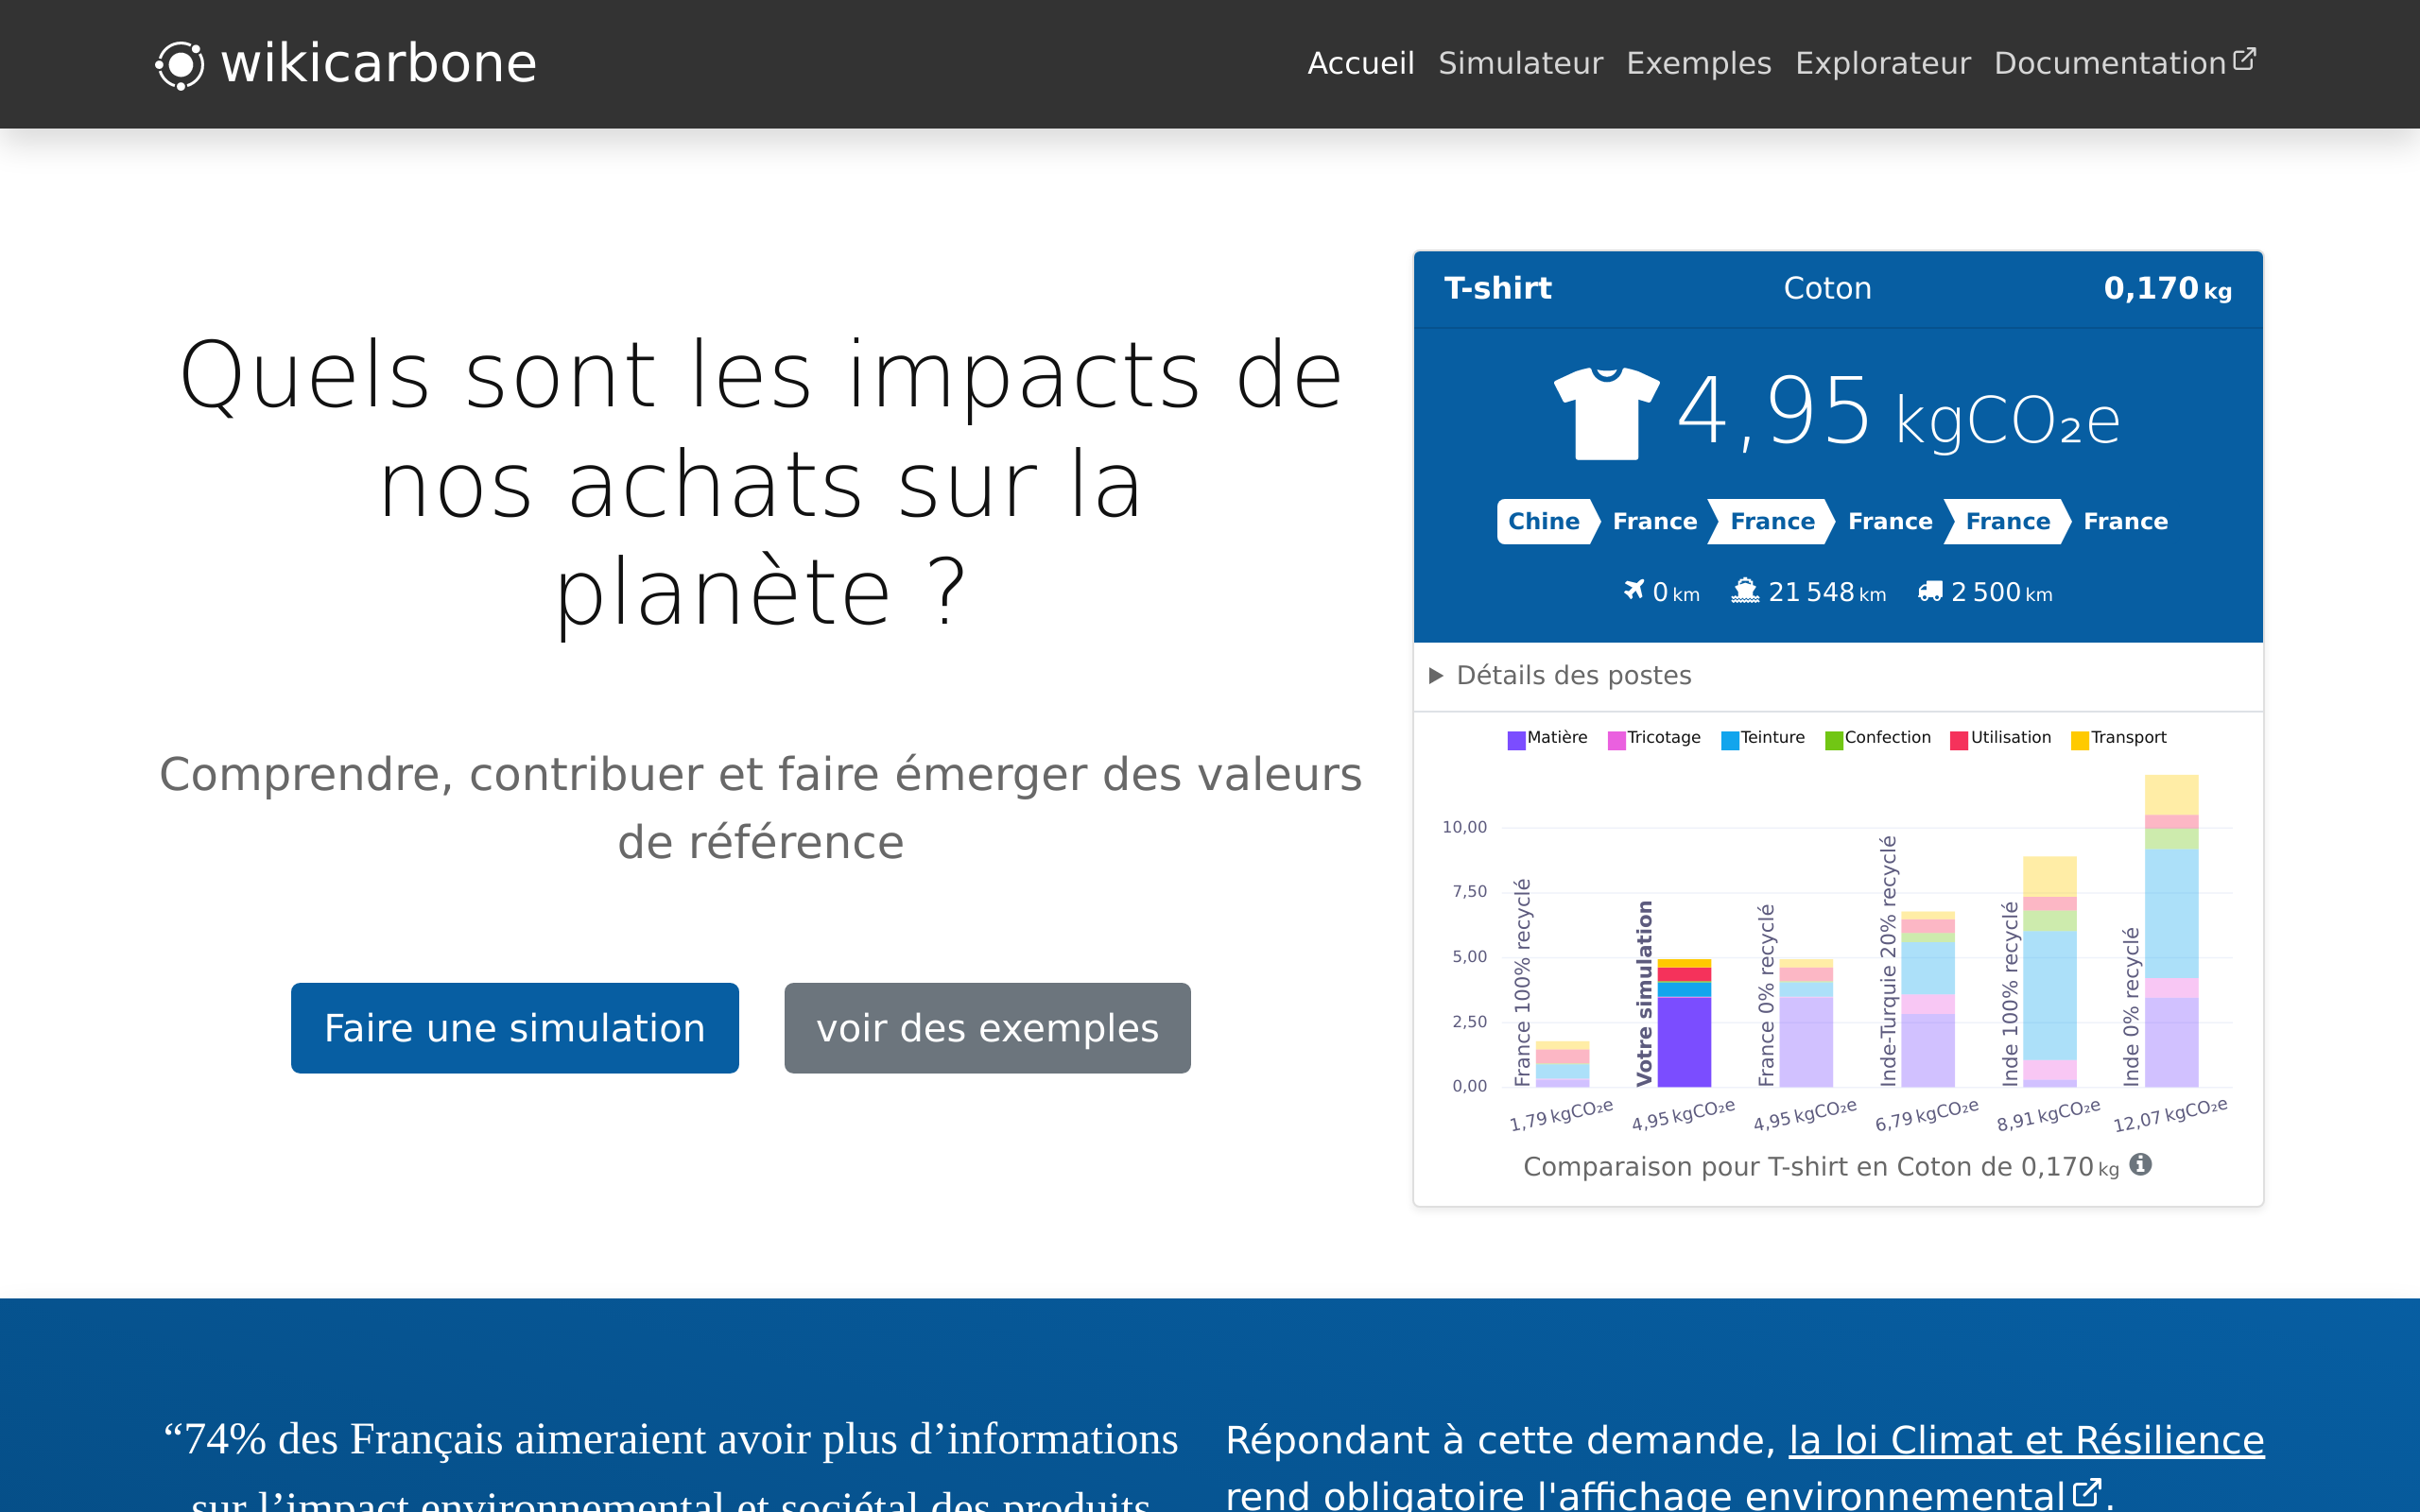 wikicarbone
Accueil Simulateur Exemples Explorateur Documentation
Quels sont les impacts de
nos achats sur la
planète ?
Comprendre, contribuer et faire émerger des valeurs
de référence
Faire une simulation
voir des exemples
T-shirt Coton 0,170 kg
4,95 kgCO₂e
Chine France France France France France
0 km 21 548 km 2 500 km
Détails des postes
Matière Tricotage Teinture Confection Utilisation Transport
10,00
7,50
5,00
2,50
0,00
France 100% recyclé
Votre simulation
France 0% recyclé
Inde-Turquie 20% recyclé
Inde 100% recyclé
Inde 0% recyclé
1,79 kgCO₂e
4,95 kgCO₂e
4,95 kgCO₂e
6,79 kgCO₂e
8,91 kgCO₂e
12,07 kgCO₂e
Comparaison pour T-shirt en Coton de 0,170 kg
“74% des Français aimeraient avoir plus d’informations
sur l’impact environnemental et sociétal des produits
Répondant à cette demande, la loi Climat et Résilience
rend obligatoire l'affichage environnemental.